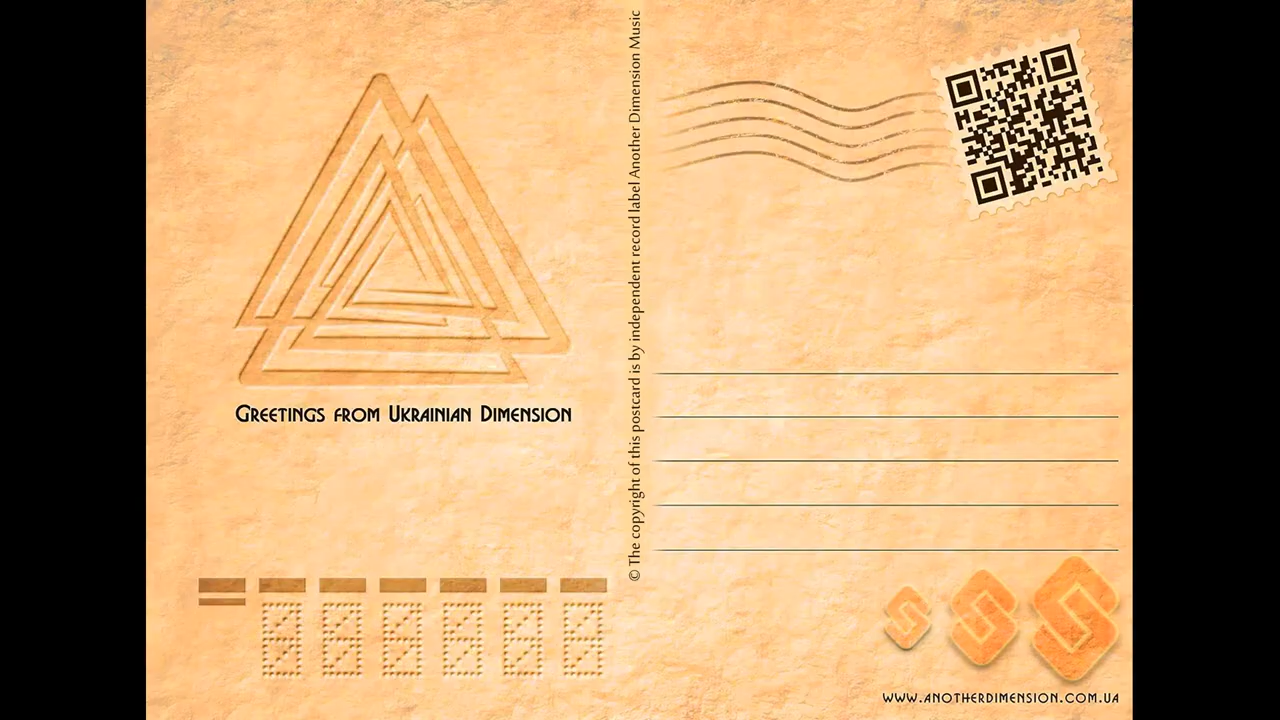 Greetings from Ukrainian Dimension
© The copyright of this postcard is by independent record label Another Dimension Music
www.anotherdimension.com.ua